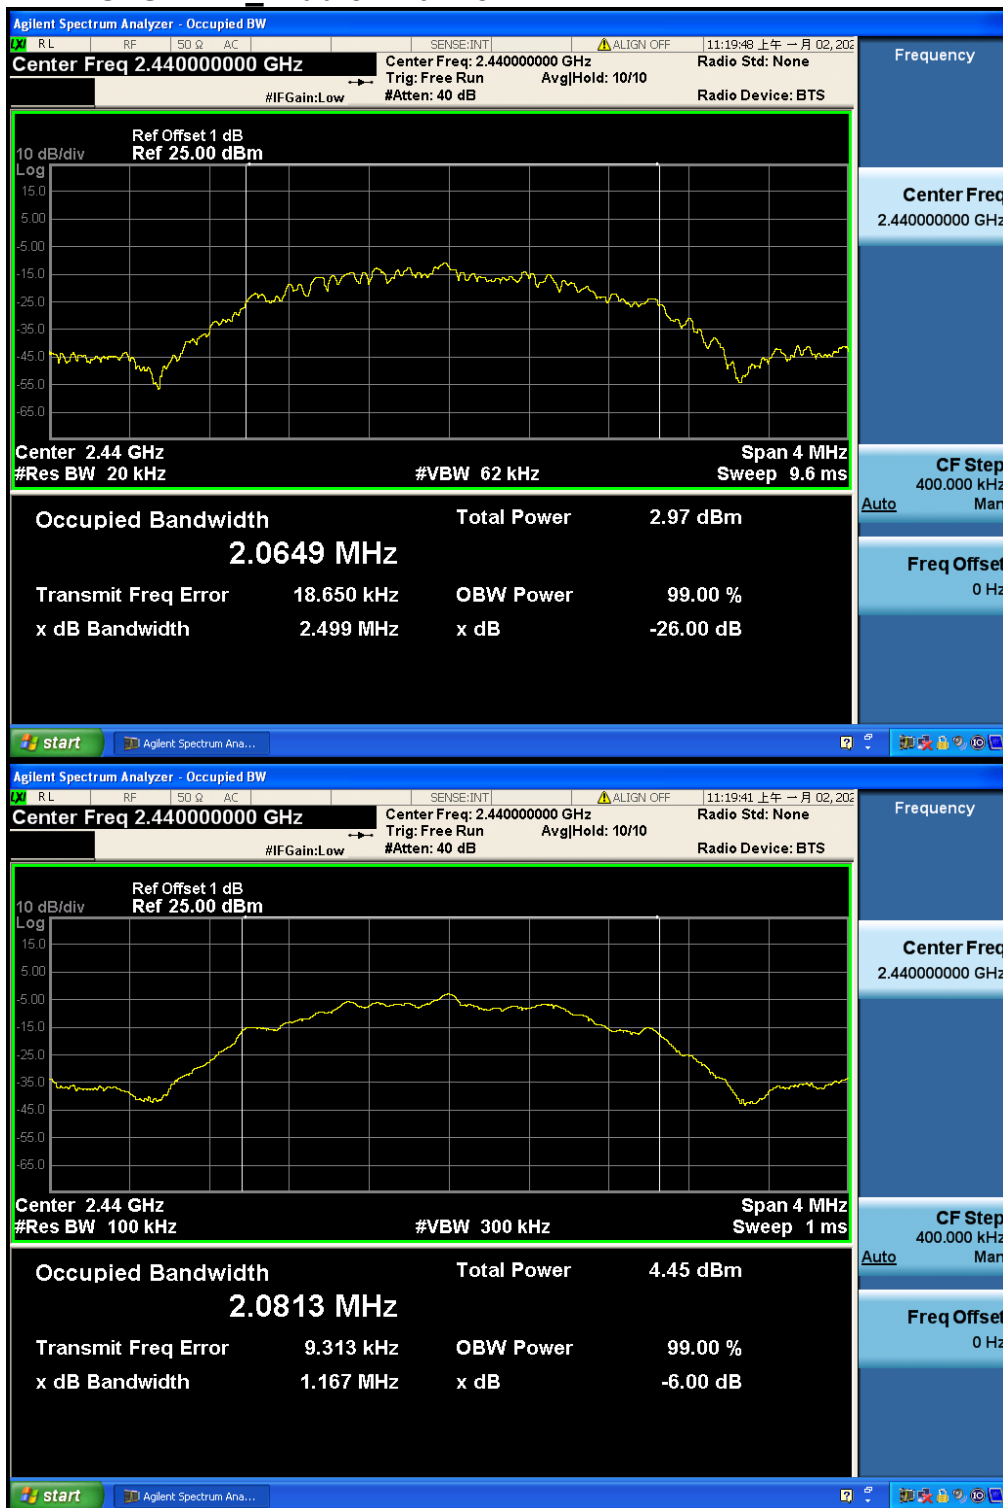 Agilent Spectrum Analyzer - Occupied BW
LXI RL RF 50 Ω AC SENSE:INT ALIGN OFF 11:19:48 上午 一月 02, 202
Center Freq 2.440000000 GHz
Center Freq: 2.440000000 GHz
Radio Std: None
Trig: Free Run Avg|Hold: 10/10
#IFGain:Low #Atten: 40 dB
Radio Device: BTS
Frequency
Ref Offset 1 dB
10 dB/div Ref 25.00 dBm
Log
15.0
5.00
-5.00
-15.0
-25.0
-35.0
-45.0
-55.0
-65.0
Center Freq
2.440000000 GHz
Center 2.44 GHz Span 4 MHz
#Res BW 20 kHz #VBW 62 kHz Sweep 9.6 ms
CF Step
400.000 kHz
Auto Man
Occupied Bandwidth Total Power 2.97 dBm
2.0649 MHz
Transmit Freq Error 18.650 kHz OBW Power 99.00 %
x dB Bandwidth 2.499 MHz x dB -26.00 dB
Freq Offset
0 Hz
start Agilent Spectrum Ana...
Agilent Spectrum Analyzer - Occupied BW
LXI RL RF 50 Ω AC SENSE:INT ALIGN OFF 11:19:41 上午 一月 02, 202
Center Freq 2.440000000 GHz
Center Freq: 2.440000000 GHz
Radio Std: None
Trig: Free Run Avg|Hold: 10/10
#IFGain:Low #Atten: 40 dB
Radio Device: BTS
Frequency
Ref Offset 1 dB
10 dB/div Ref 25.00 dBm
Log
15.0
5.00
-5.00
-15.0
-25.0
-35.0
-45.0
-55.0
-65.0
Center Freq
2.440000000 GHz
Center 2.44 GHz Span 4 MHz
#Res BW 100 kHz #VBW 300 kHz Sweep 1 ms
CF Step
400.000 kHz
Auto Man
Occupied Bandwidth Total Power 4.45 dBm
2.0813 MHz
Transmit Freq Error 9.313 kHz OBW Power 99.00 %
x dB Bandwidth 1.167 MHz x dB -6.00 dB
Freq Offset
0 Hz
start Agilent Spectrum Ana...